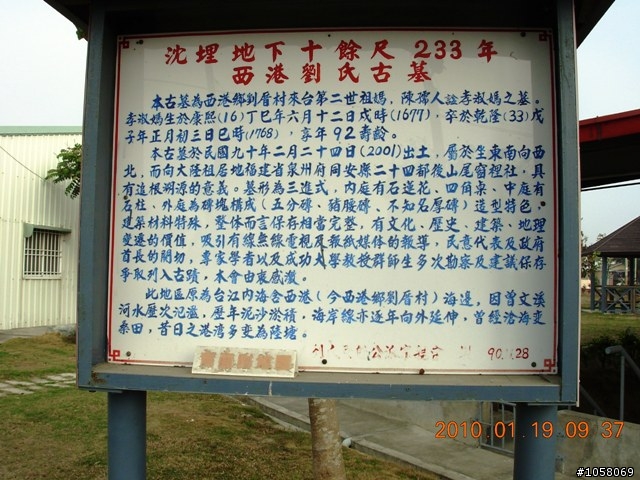 沈埋地下十餘尺 233 年
西港劉氏古墓
本古墓為西港鄉劉厝村來台第二世祖媽,陳孺人諡孝淑媽之墓。
孝淑媽生於康熙(16)丁巳年六月十二日戌時(1677),卒於乾隆(33)戊
子年正月初三日巳時(1768),享年92壽齡。
本古墓於民國九十年二月二十四日(2001)出土,屬於坐東南向西
北,而向大陸祖居地福建省泉州府同安縣二十四都後山尾窗裡社,具
有追根溯源的意義。墓形為三進式,內庭有石蓮花、四角桌、中庭有
石柱、外庭為磚塊構成(五分磚、豬腰磚、不知名厚磚)造型特色,
建築材料特殊,整體而言保存相當完整,有文化、歷史、建築、地理
變遷的價值,吸引有線無線電視及報紙媒体的報導,民意代表及政府
首長的關切,專家學者以及成功大學教授群師生多次勘察及建議保存
爭取列入古蹟,本會由衷感激。
此地區原為台江內海含西港(今西港鄉劉厝村)海邊,因曾文溪
河水歷次氾濫,歷年泥沙淤積,海岸線亦逐年向外延伸,曾經滄海變
桑田,昔日之港灣多變為陸塘。
90. 28
2010 01 19 09 37
#1058069